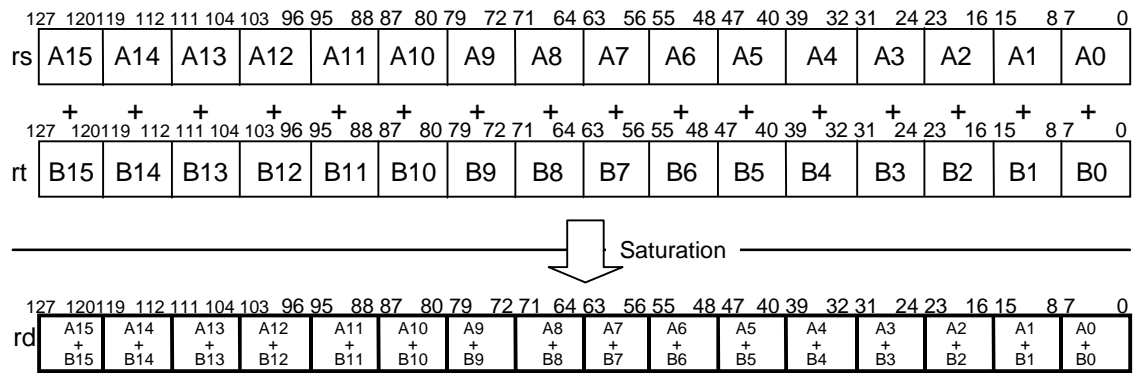 127 120 119 112 111 104 103 96 95 88 87 80 79 72 71 64 63 56 55 48 47 40 39 32 31 24 23 16 15 8 7 0
rs A15 A14 A13 A12 A11 A10 A9 A8 A7 A6 A5 A4 A3 A2 A1 A0
+ + + + + + + + + + + + + + + +
127 120 119 112 111 104 103 96 95 88 87 80 79 72 71 64 63 56 55 48 47 40 39 32 31 24 23 16 15 8 7 0
rt B15 B14 B13 B12 B11 B10 B9 B8 B7 B6 B5 B4 B3 B2 B1 B0
Saturation
127 120 119 112 111 104 103 96 95 88 87 80 79 72 71 64 63 56 55 48 47 40 39 32 31 24 23 16 15 8 7 0
A15 A14 A13 A12 A11 A10 A9 A8 A7 A6 A5 A4 A3 A2 A1 A0
rd + + + + + + + + + + + + + + + +
B15 B14 B13 B12 B11 B10 B9 B8 B7 B6 B5 B4 B3 B2 B1 B0